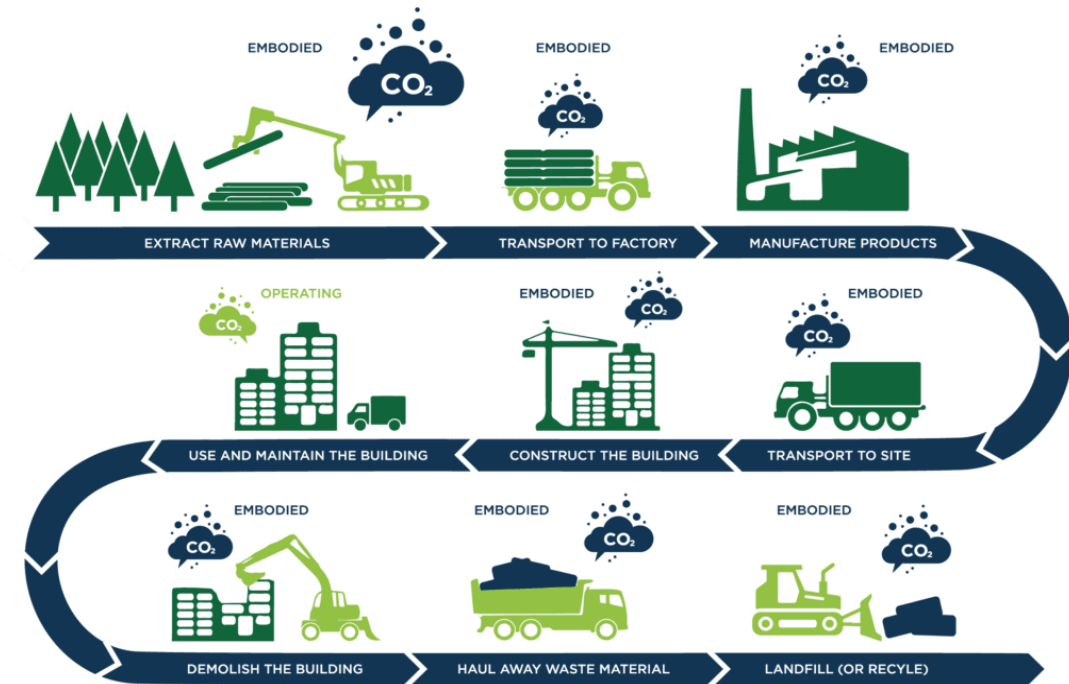 EMBODIED
CO₂
EMBODIED
CO₂
EMBODIED
CO₂
EXTRACT RAW MATERIALS
TRANSPORT TO FACTORY
MANUFACTURE PRODUCTS
OPERATING
CO₂
EMBODIED
CO₂
EMBODIED
CO₂
USE AND MAINTAIN THE BUILDING
CONSTRUCT THE BUILDING
TRANSPORT TO SITE
EMBODIED
CO₂
EMBODIED
CO₂
EMBODIED
CO₂
DEMOLISH THE BUILDING
HAUL AWAY WASTE MATERIAL
LANDFILL (OR RECYLE)